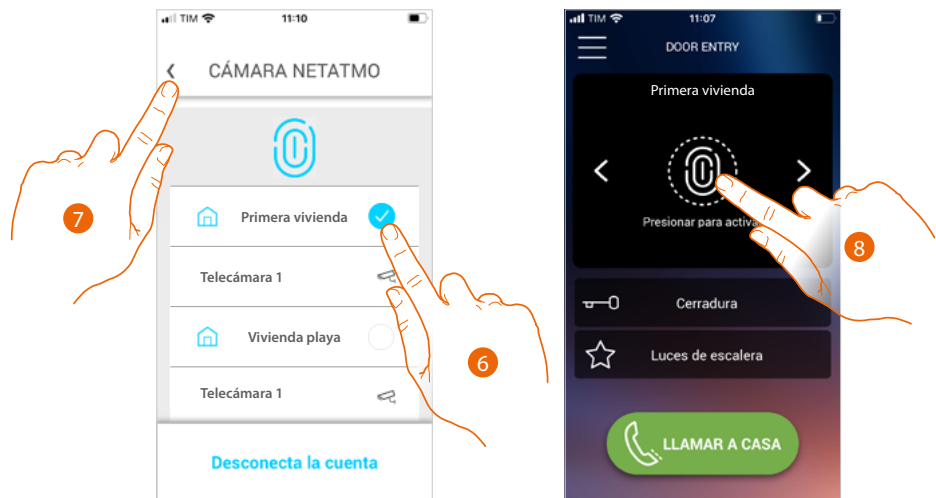 TIM 11:10
CÁMARA NETATMO
Primera vivienda
Telecámara 1
Vivienda playa
Telecámara 1
Desconecta la cuenta
7
6
TIM 11:07
DOOR ENTRY
Primera vivienda
Presionar para activa
Cerradura
Luces de escalera
LLAMAR A CASA
8